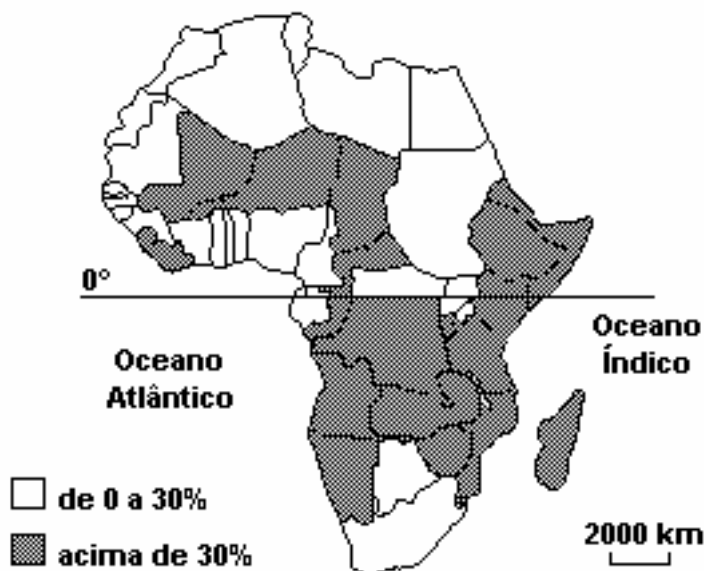 0°
Oceano
Atlântico
Oceano
Índico
de 0 a 30%
acima de 30%
2000 km